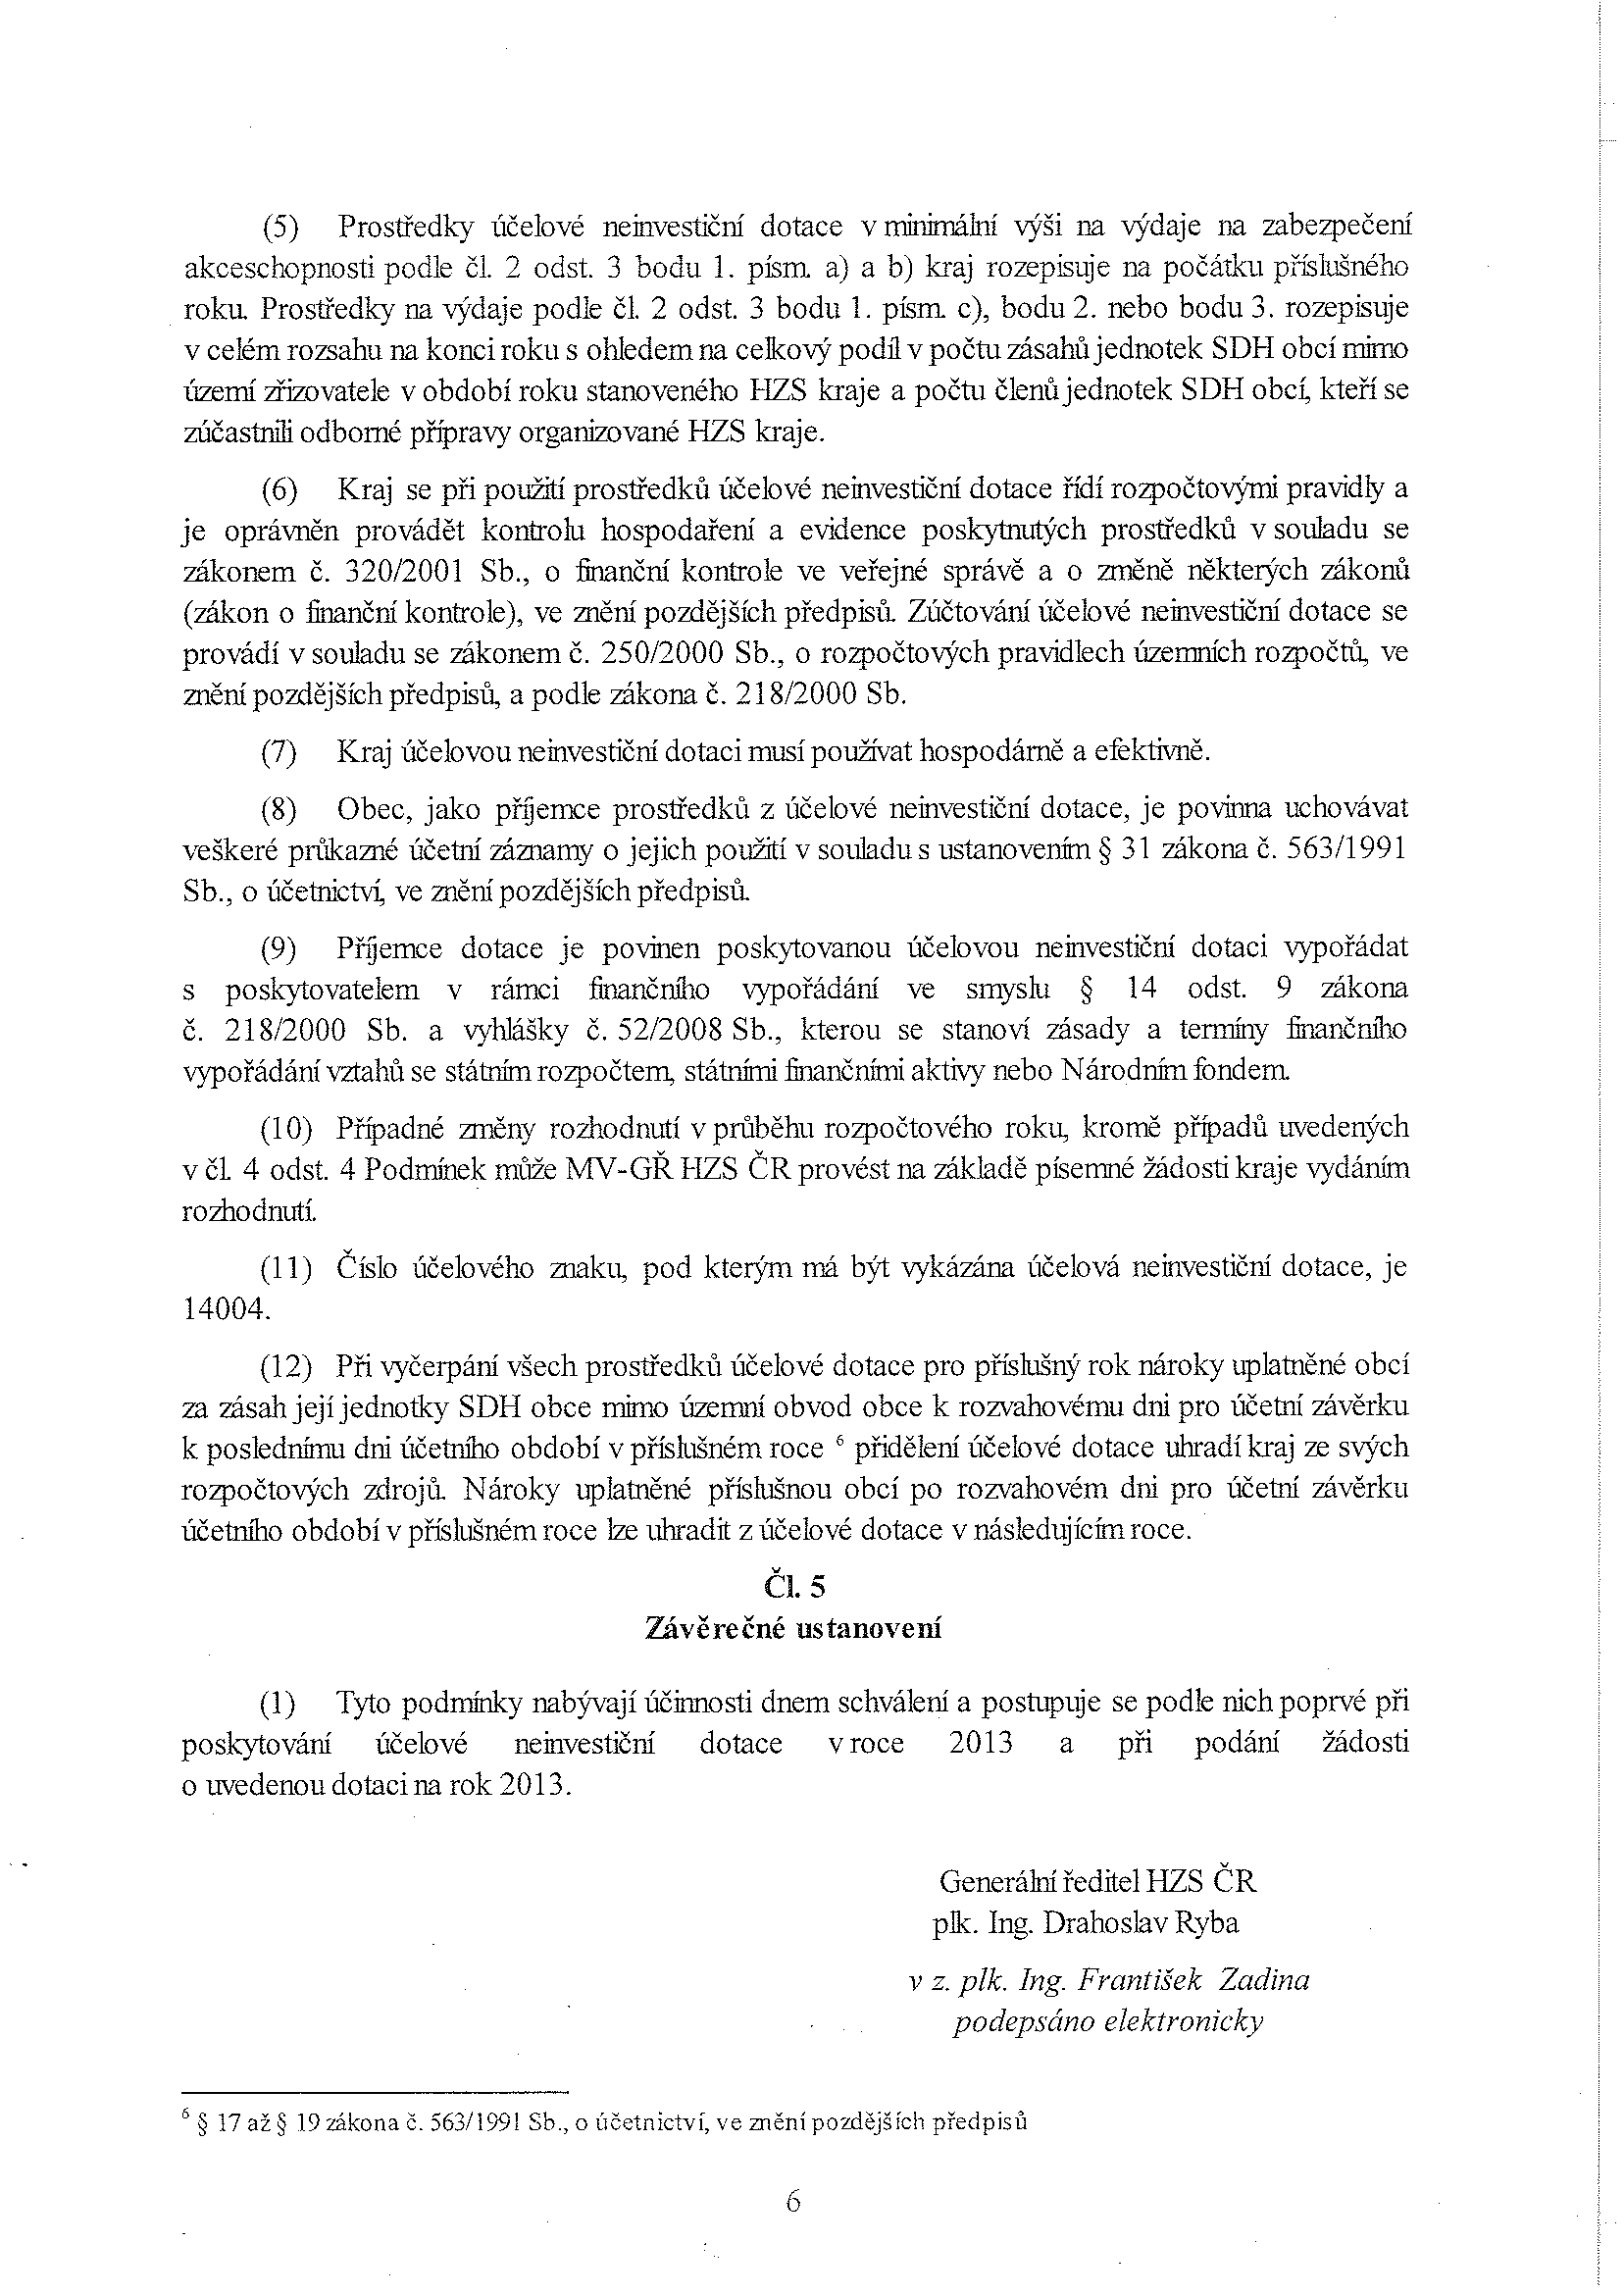 (5) Prostředky účelové neinvestiční dotace v minimální výši na výdaje na zabezpečení
akceschopnosti podle čl. 2 odst. 3 bodu 1. písm. a) a b) kraj rozepisuje na počátku příslušného
roku. Prostředky na výdaje podle čl. 2 odst. 3 bodu 1. písm. c), bodu 2. nebo bodu 3. rozepisuje
v celém rozsahu na konci roku s ohledem na celkový podíl v počtu zásahů jednotek SDH obcí mimo
území zřizovatele v období roku stanoveného HZS kraje a počtu členů jednotek SDH obcí, kteří se
zúčastnili odborné přípravy organizované HZS kraje.
(6) Kraj se při použití prostředků účelové neinvestiční dotace řídí rozpočtovými pravidly a
je oprávněn provádět kontrolu hospodaření a evidence poskytnutých prostředků v souladu se
zákonem č. 320/2001 Sb., o finanční kontrole ve veřejné správě a o změně některých zákonů
(zákon o finanční kontrole), ve znění pozdějších předpisů. Zúčtování účelové neinvestiční dotace se
provádí v souladu se zákonem č. 250/2000 Sb., o rozpočtových pravidlech územních rozpočtů, ve
znění pozdějších předpisů, a podle zákona č. 218/2000 Sb.
(7) Kraj účelovou neinvestiční dotaci musí používat hospodárně a efektivně.
(8) Obec, jako příjemce prostředků z účelové neinvestiční dotace, je povinna uchovávat
veškeré průkazné účetní záznamy o jejich použití v souladu s ustanovením § 31 zákona č. 563/1991
Sb., o účetnictví, ve znění pozdějších předpisů.
(9) Příjemce dotace je povinen poskytovanou účelovou neinvestiční dotaci vypořádat
s poskytovatelem v rámci finančního vypořádání ve smyslu § 14 odst. 9 zákona
č. 218/2000 Sb. a vyhlášky č. 52/2008 Sb., kterou se stanoví zásady a termíny finančního
vypořádání vztahů se státním rozpočtem, státními finančními aktivy nebo Národním fondem.
(10) Případné změny rozhodnutí v průběhu rozpočtového roku, kromě případů uvedených
v čl. 4 odst. 4 Podmínek může MV-GŘ HZS ČR provést na základě písemné žádosti kraje vydáním
rozhodnutí.
(11) Číslo účelového znaku, pod kterým má být vykázána účelová neinvestiční dotace, je
14004.
(12) Při vyčerpání všech prostředků účelové dotace pro příslušný rok nároky uplatněné obcí
za zásah její jednotky SDH obce mimo územní obvod obce k rozvahovému dni pro účetní závěrku
k poslednímu dni účetního období v příslušném roce 6 přidělení účelové dotace uhradí kraj ze svých
rozpočtových zdrojů. Nároky uplatněné příslušnou obcí po rozvahovém dni pro účetní závěrku
účetního období v příslušném roce lze uhradit z účelové dotace v následujícím roce.
Čl. 5
Závěrečné ustanovení
(1) Tyto podmínky nabývají účinnosti dnem schválení a postupuje se podle nich poprvé při
poskytování účelové neinvestiční dotace v roce 2013 a při podání žádosti
o uvedenou dotaci na rok 2013.
Generální ředitel HZS ČR
plk. Ing. Drahoslav Ryba
v z. plk. Ing. František Zadina
podepsáno elektronicky
6 § 17 až § 19 zákona č. 563/1991 Sb., o účetnictví, ve znění pozdějších předpisů
6